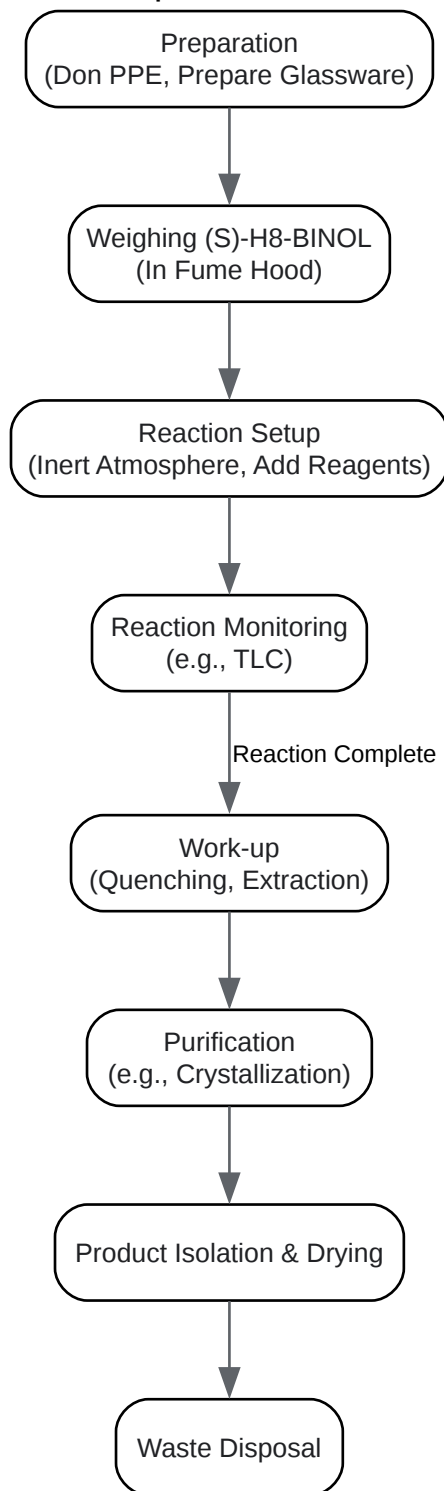 Preparation
(Don PPE, Prepare Glassware)
Weighing (S)-H8-BINOL
(In Fume Hood)
Reaction Setup
(Inert Atmosphere, Add Reagents)
Reaction Monitoring
(e.g., TLC)
Reaction Complete
Work-up
(Quenching, Extraction)
Purification
(e.g., Crystallization)
Product Isolation & Drying
Waste Disposal